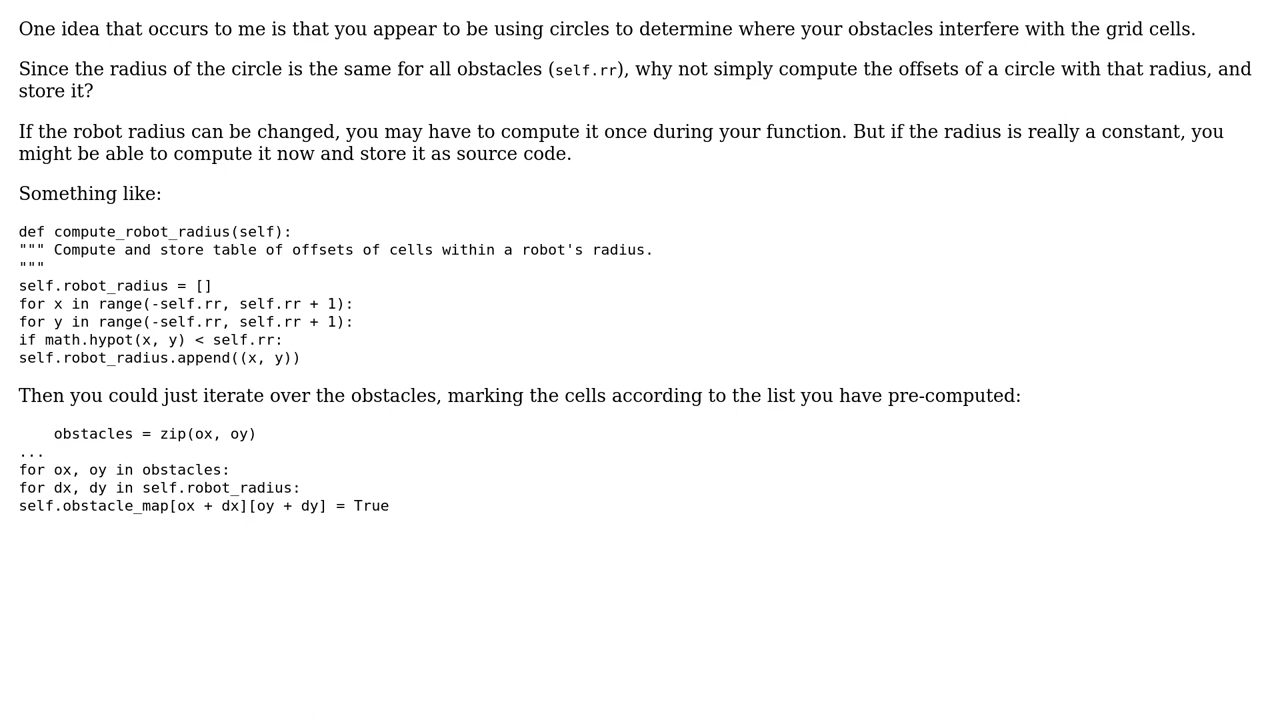 One idea that occurs to me is that you appear to be using circles to determine where your obstacles interfere with the grid cells.
Since the radius of the circle is the same for all obstacles (self.rr), why not simply compute the offsets of a circle with that radius, and
store it?
If the robot radius can be changed, you may have to compute it once during your function. But if the radius is really a constant, you
might be able to compute it now and store it as source code.
Something like:
def compute_robot_radius(self):
""" Compute and store table of offsets of cells within a robot's radius.
"""
self.robot_radius = []
for x in range(-self.rr, self.rr + 1):
for y in range(-self.rr, self.rr + 1):
if math.hypot(x, y) < self.rr:
self.robot_radius.append((x, y))
Then you could just iterate over the obstacles, marking the cells according to the list you have pre-computed:
    obstacles = zip(ox, oy)
...
for ox, oy in obstacles:
for dx, dy in self.robot_radius:
self.obstacle_map[ox + dx][oy + dy] = True